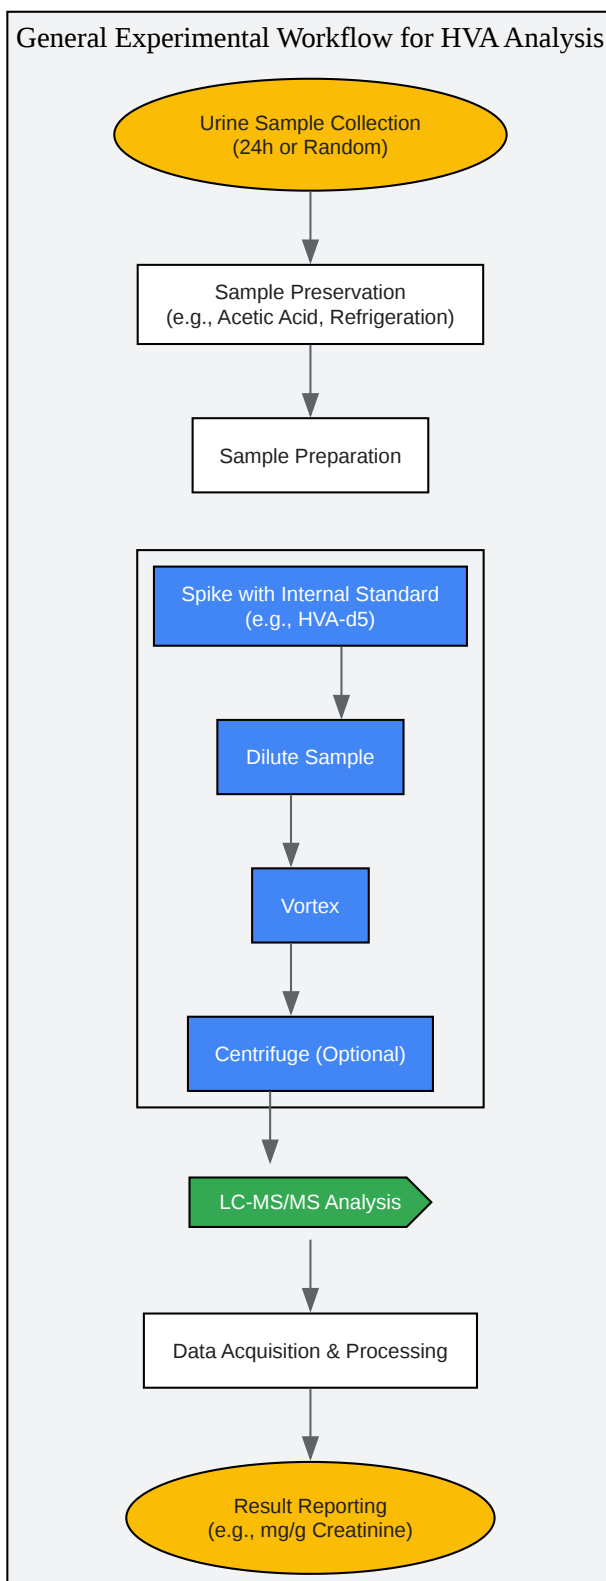 General Experimental Workflow for HVA Analysis
Urine Sample Collection
(24h or Random)
Sample Preservation
(e.g., Acetic Acid, Refrigeration)
Sample Preparation
Spike with Internal Standard
(e.g., HVA-d5)
Dilute Sample
Vortex
Centrifuge (Optional)
LC-MS/MS Analysis
Data Acquisition & Processing
Result Reporting
(e.g., mg/g Creatinine)